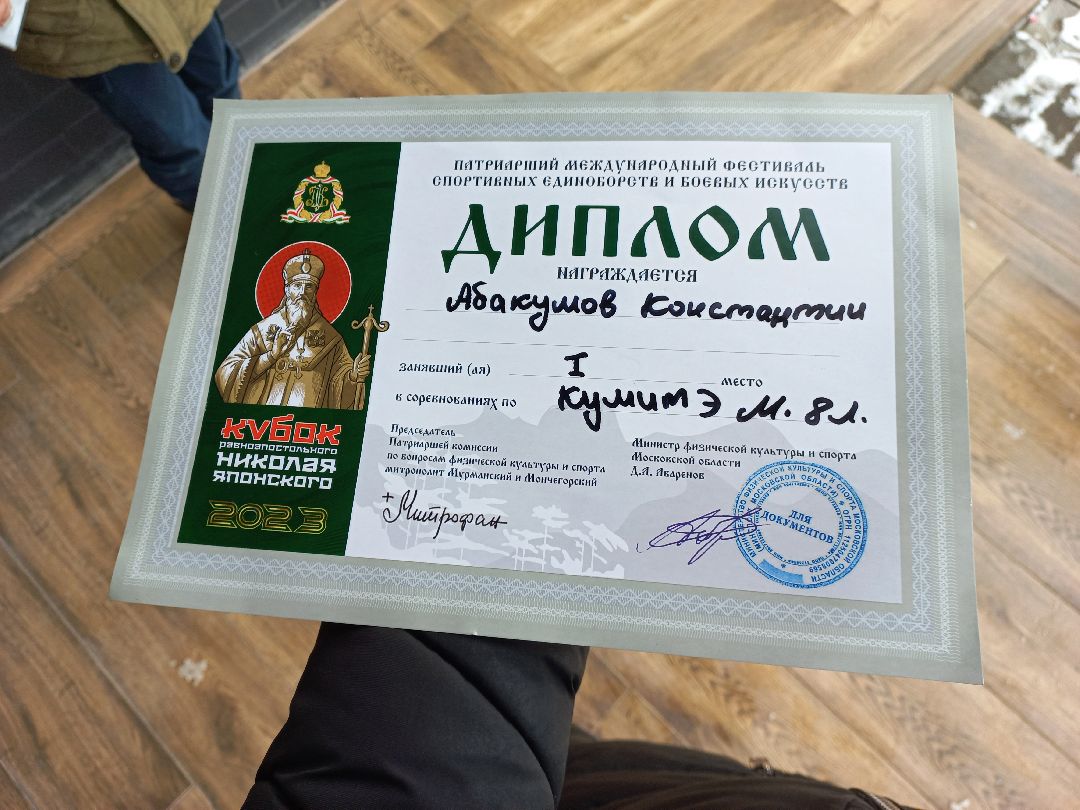 ПАТРИАРШИЙ МЕЖДУНАРОДНЫЙ ФЕСТИВАЛЬ
СПОРТИВНЫХ ЕДИНОБОРСТВ И БОЕВЫХ ИСКУССТВ
ДИПЛОМ
НАГРАЖДАЕТСЯ
Абакумов Константин
занявший (ая) I место
в соревнованиях по Кумитэ м. 8л.
Председатель
Патриаршей комиссии
по вопросам физической культуры и спорта
митрополит Мурманский и Мончегорский
+Митрофан
Министр физической культуры и спорта
Московской области
Д.А. Абаренов
ДЛЯ
ДОКУМЕНТОВ
КУБОК
равноапостольного
НИКОЛАЯ
ЯПОНСКОГО
2023